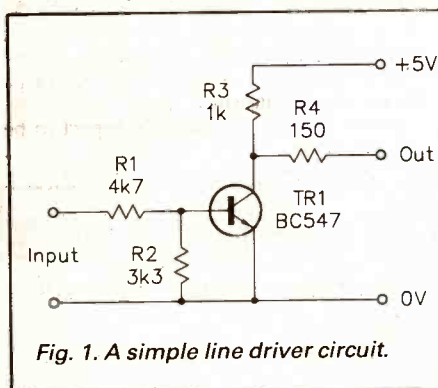 +5V
R3
1k
R4
150
Out
R1
4k7
TR1
BC547
Input
R2
3k3
0V
Fig. 1. A simple line driver circuit.